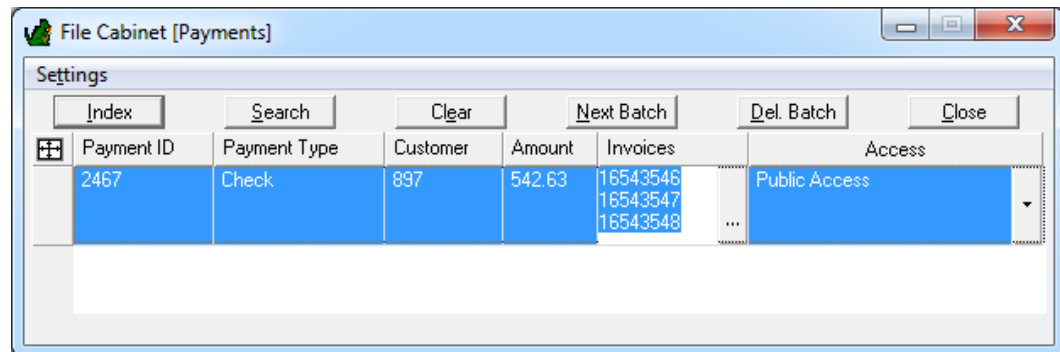 File Cabinet [Payments]
Settings
Index Search Clear Next Batch Del. Batch Close
Payment ID Payment Type Customer Amount Invoices Access
2467 Check 897 542.63 16543546 Public Access
16543547
16543548 ...